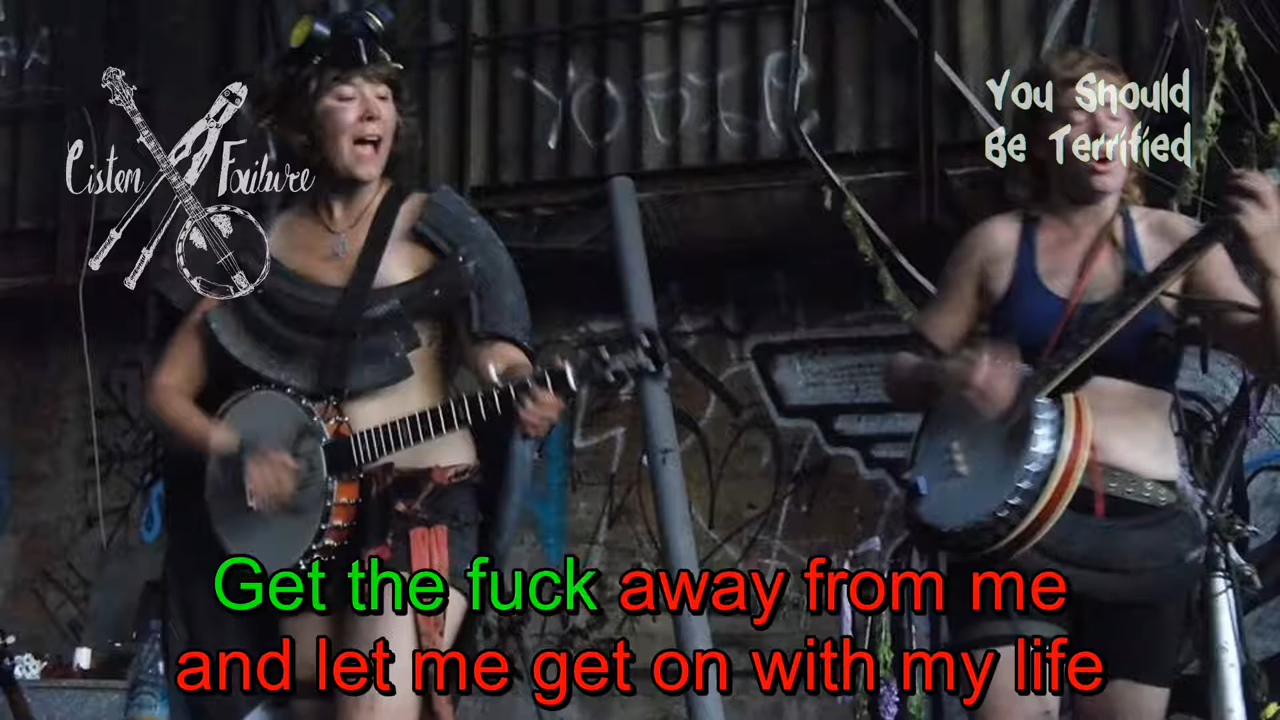 Cisten Failure
You Should
Be Terrified
Get the fuck away from me
and let me get on with my life